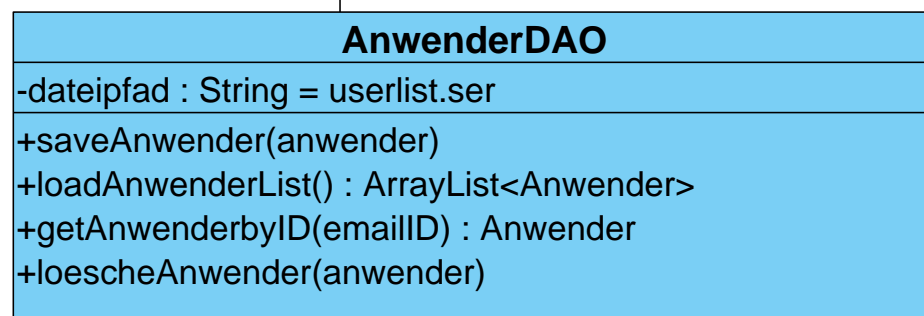 AnwenderDAO
-dateipfad : String = userlist.ser
+saveAnwender(anwender)
+loadAnwenderList() : ArrayList<Anwender>
+getAnwenderbyID(emailID) : Anwender
+loescheAnwender(anwender)